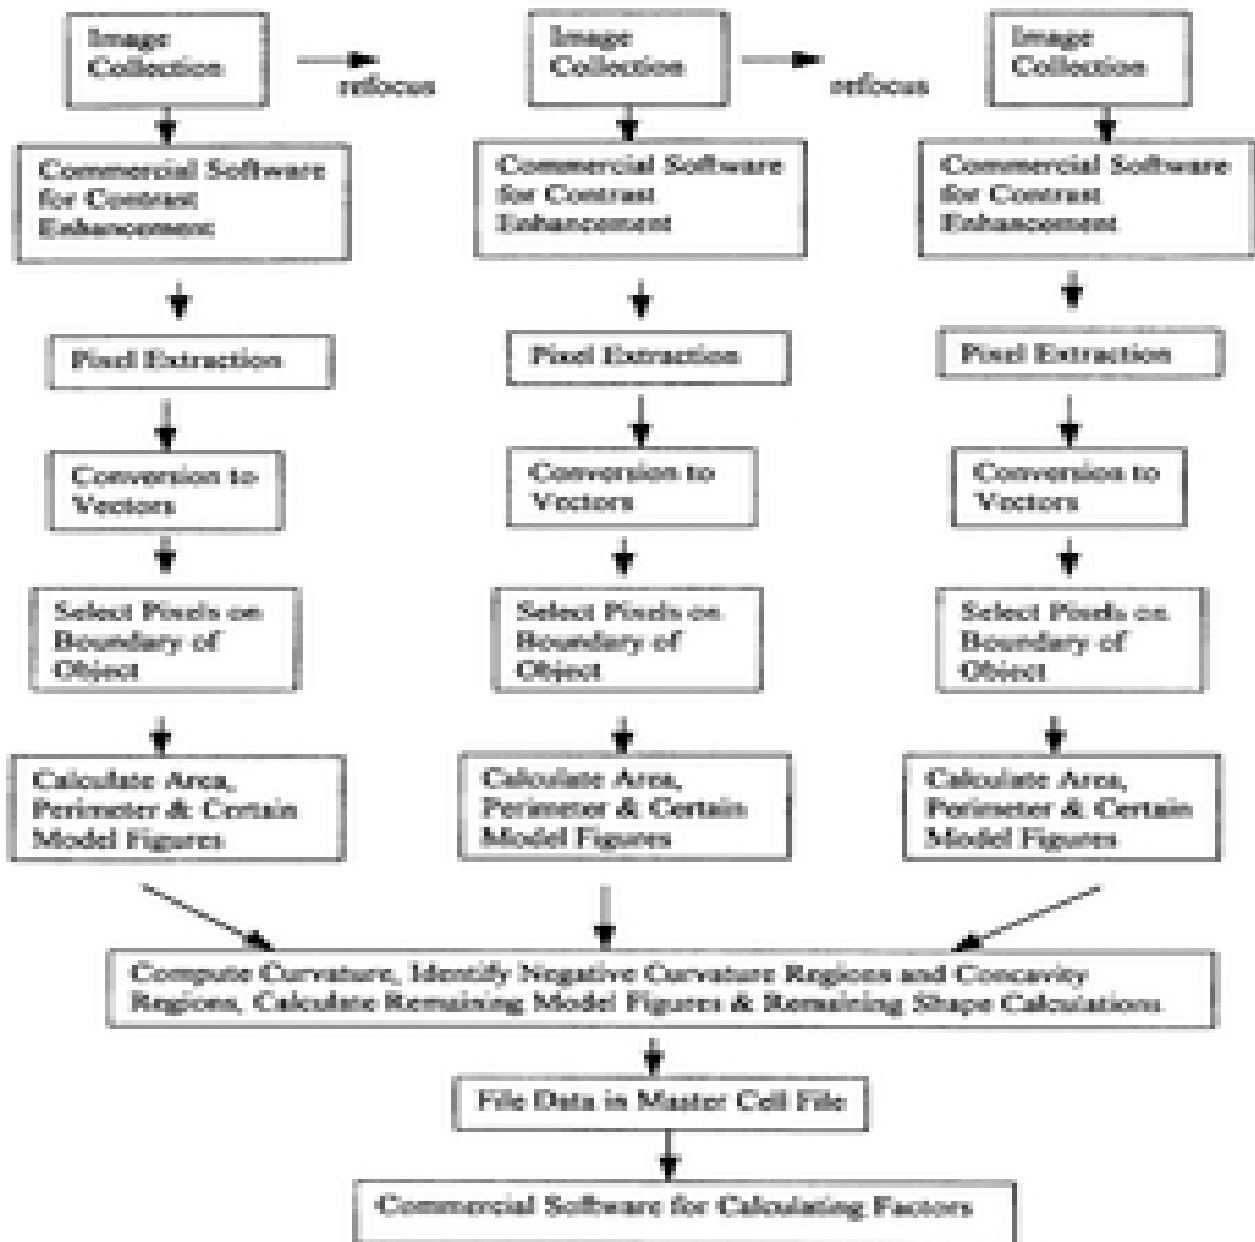 Image
Collection
refocus
Image
Collection
refocus
Image
Collection
Commercial Software
for Contrast
Enhancement
Commercial Software
for Contrast
Enhancement
Commercial Software
for Contrast
Enhancement
Pixel Extraction
Pixel Extraction
Pixel Extraction
Conversion to
Vectors
Conversion to
Vectors
Conversion to
Vectors
Select Pixels on
Boundary of
Object
Select Pixels on
Boundary of
Object
Select Pixels on
Boundary of
Object
Calculate Area,
Perimeter & Certain
Model Figures
Calculate Area,
Perimeter & Certain
Model Figures
Calculate Area,
Perimeter & Certain
Model Figures
Compute Curvature, Identify Negative Curvature Regions and Concavity
Regions, Calculate Remaining Model Figures & Remaining Shape Calculations
File Data in Master Cell File
Commercial Software for Calculating Factors